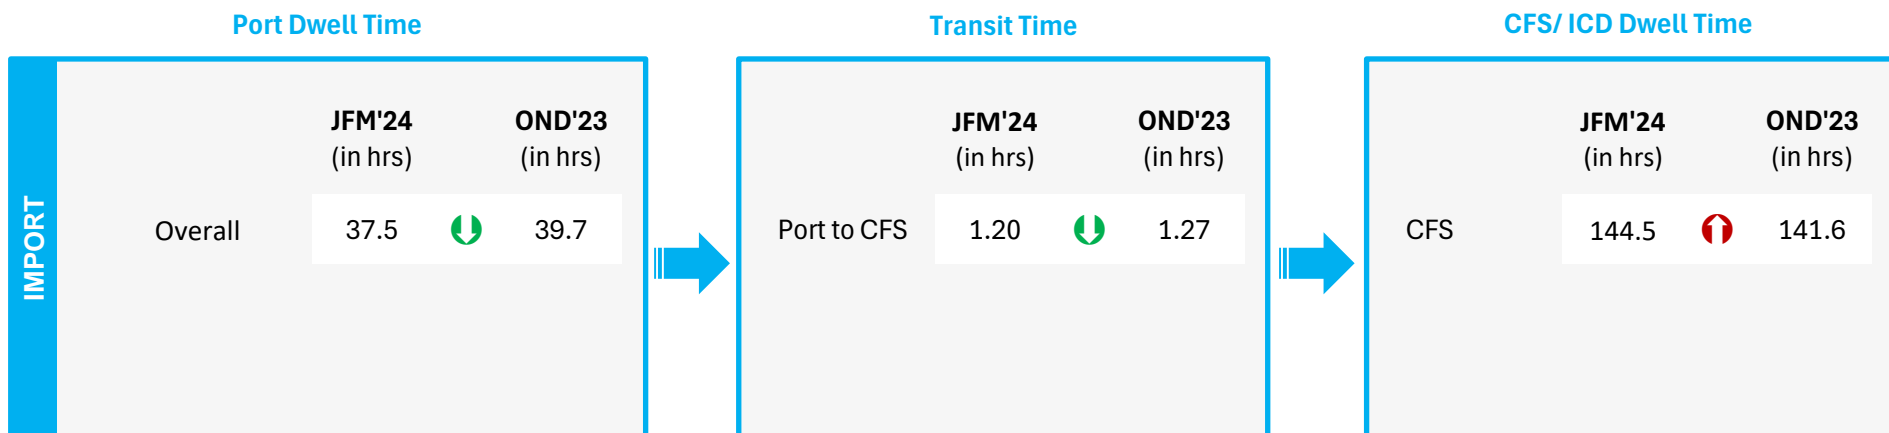 Port Dwell Time
Transit Time
CFS/ ICD Dwell Time
IMPORT
JFM'24 OND'23
(in hrs) (in hrs)
Overall 37.5 39.7
JFM'24 OND'23
(in hrs) (in hrs)
Port to CFS 1.20 1.27
JFM'24 OND'23
(in hrs) (in hrs)
CFS 144.5 141.6